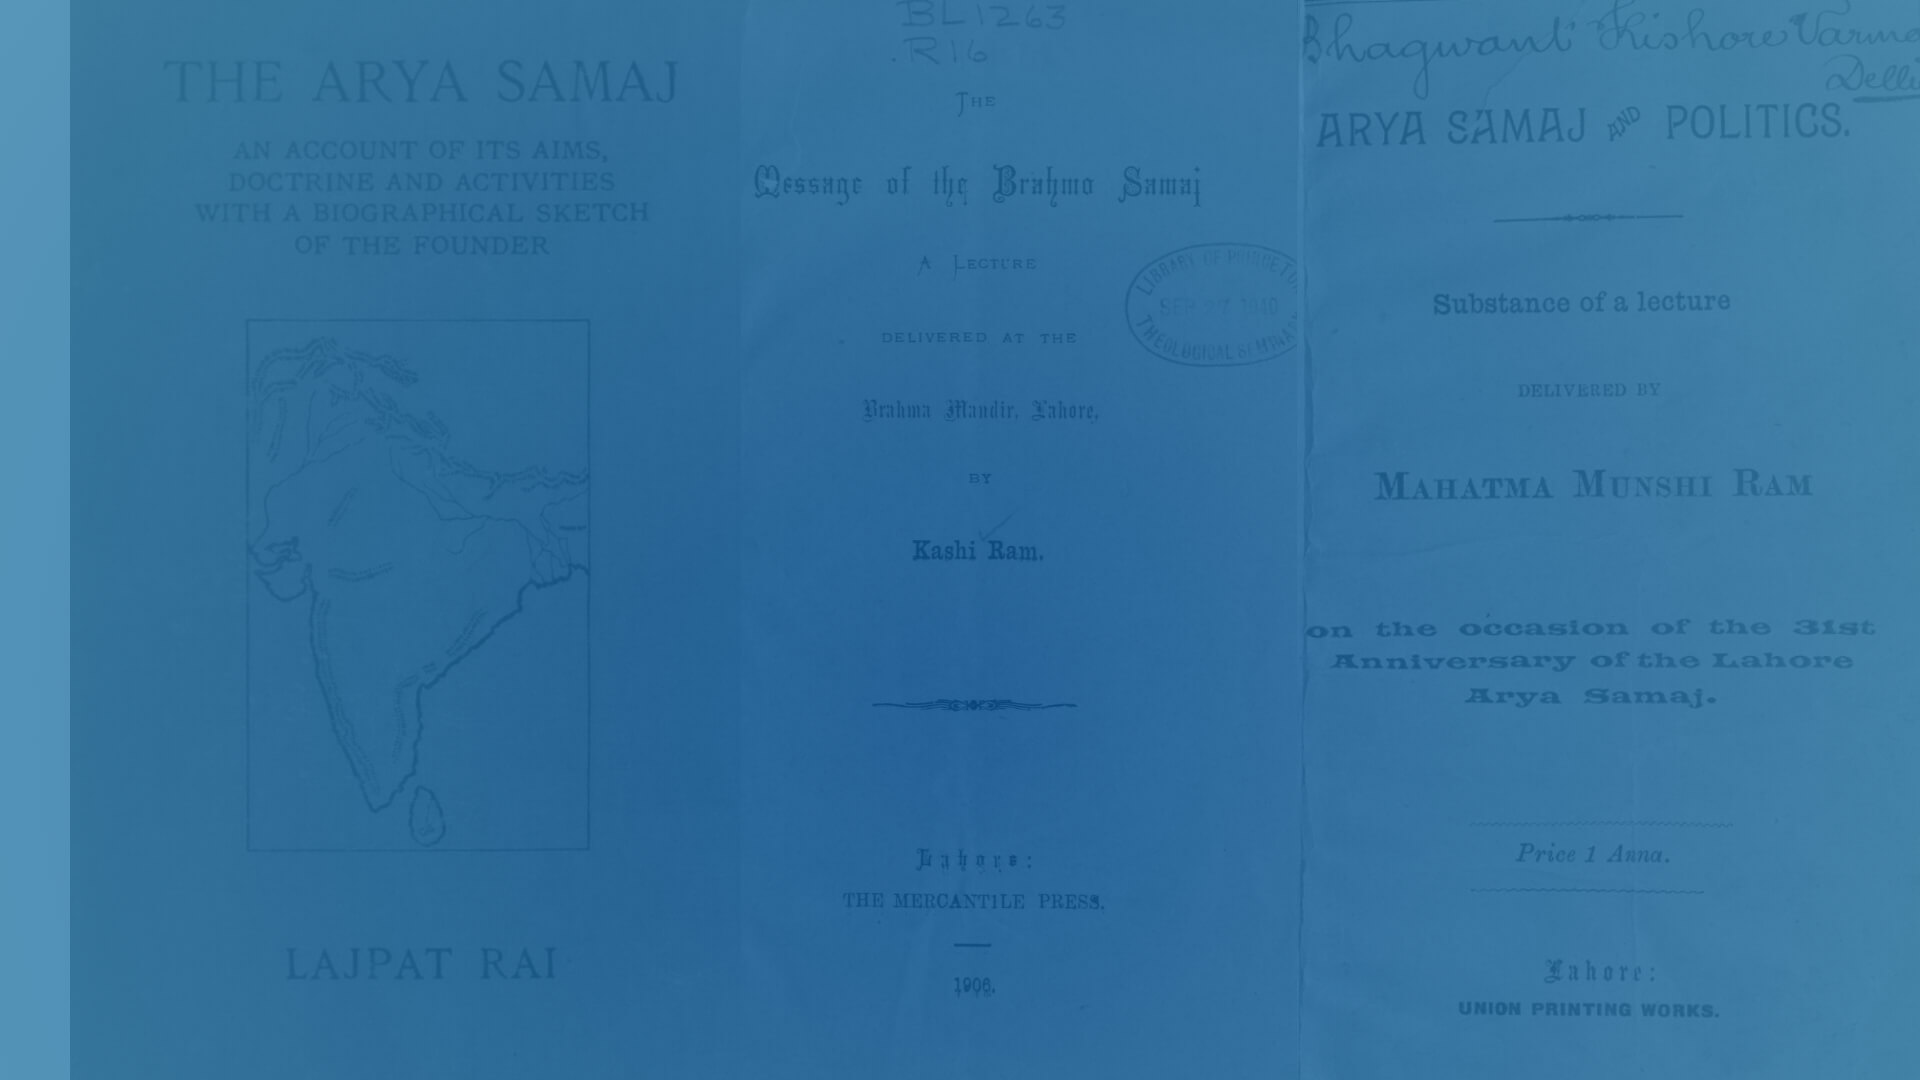 THE ARYA SAMAJ
AN ACCOUNT OF ITS AIMS,
DOCTRINE AND ACTIVITIES
WITH A BIOGRAPHICAL SKETCH
OF THE FOUNDER
LAJPAT RAI
BL1263
.R16
THE
Message of the Brahmo Samaj
A LECTURE
DELIVERED AT THE
Brahma Mandir, Lahore,
BY
Kashi Ram.
LIBRARY OF PRINCETON
SEP 27 1940
THEOLOGICAL SEMINARY
Lahore:
THE MERCANTILE PRESS.
1906.
Bhagwant Kishore Varma
Delhi
ARYA SAMAJ AND POLITICS.
Substance of a lecture
DELIVERED BY
MAHATMA MUNSHI RAM
on the occasion of the 31st
Anniversary of the Lahore
Arya Samaj.
Price 1 Anna.
Lahore:
UNION PRINTING WORKS.